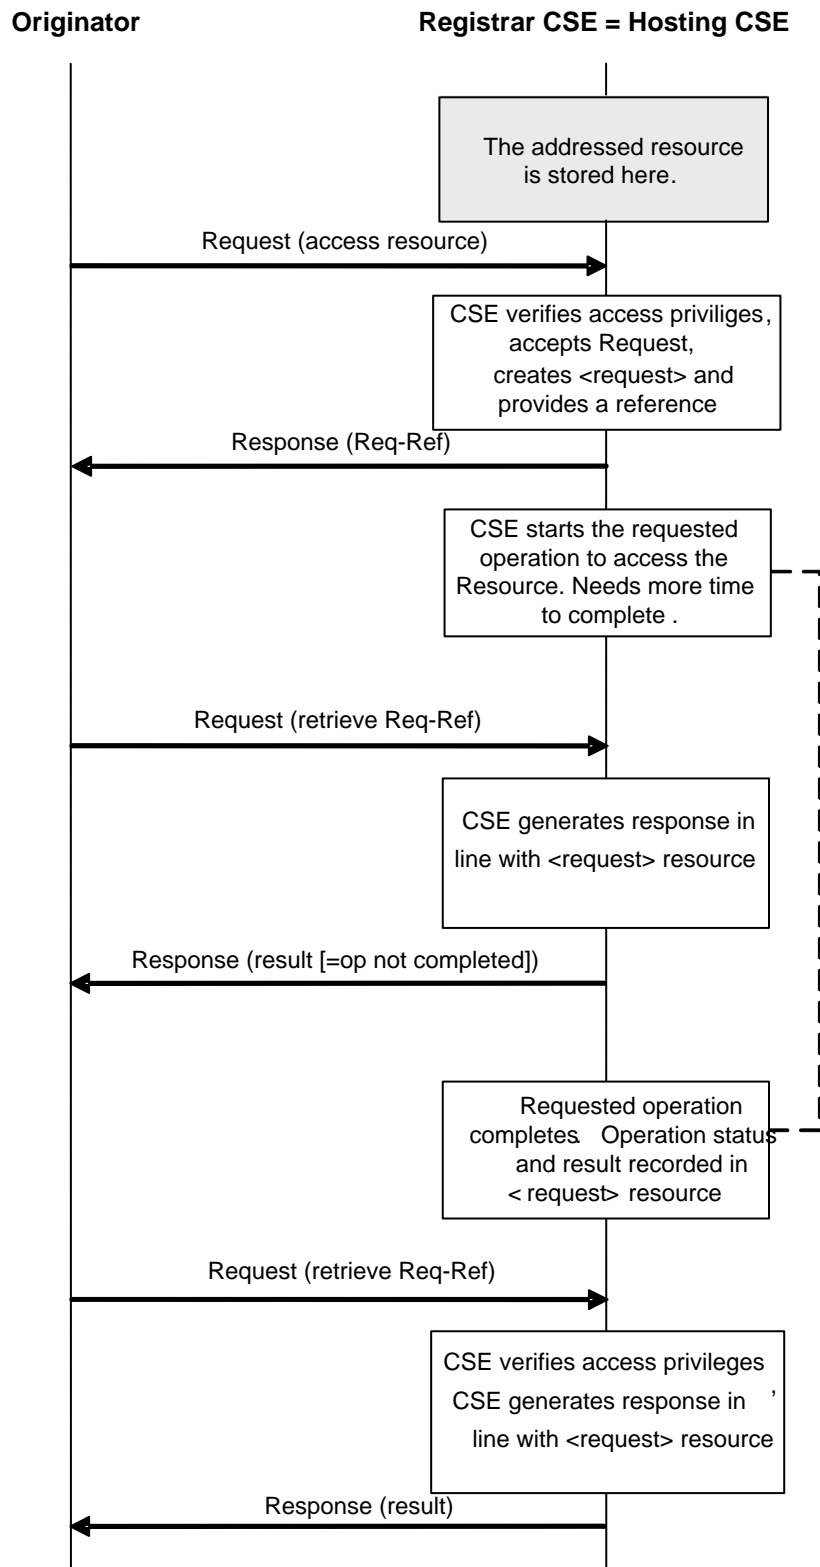 Originator
Registrar CSE = Hosting CSE
The addressed resource
is stored here.
Request (access resource)
CSE verifies access priviliges,
accepts Request,
creates <request> and
provides a reference
Response (Req-Ref)
CSE starts the requested
operation to access the
Resource. Needs more time
to complete .
Request (retrieve Req-Ref)
CSE generates response in
line with <request> resource
Response (result [=op not completed])
Requested operation
completes. Operation status
and result recorded in
< request> resource
Request (retrieve Req-Ref)
CSE verifies access privileges
CSE generates response in ,
line with <request> resource
Response (result)